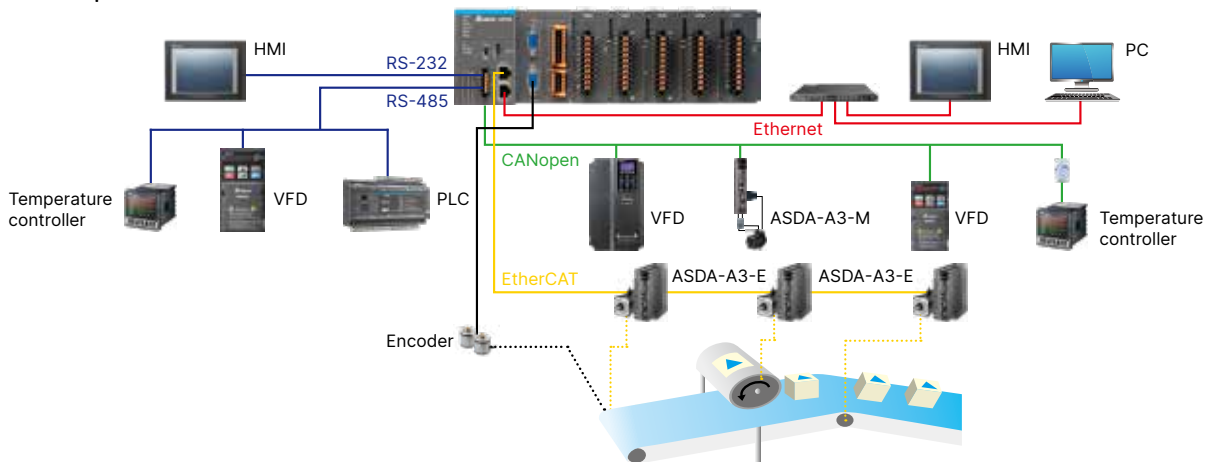 HMI
RS-232
RS-485
HMI
PC
Ethernet
CANopen
Temperature
controller
VFD
PLC
VFD
ASDA-A3-M
VFD
Temperature
controller
EtherCAT
ASDA-A3-E
ASDA-A3-E
Encoder